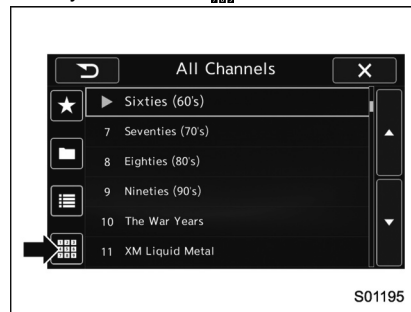 All Channels
Sixties (60's)
7 Seventies (70's)
8 Eighties (80's)
9 Nineties (90's)
10 The War Years
11 XM Liquid Metal
S01195